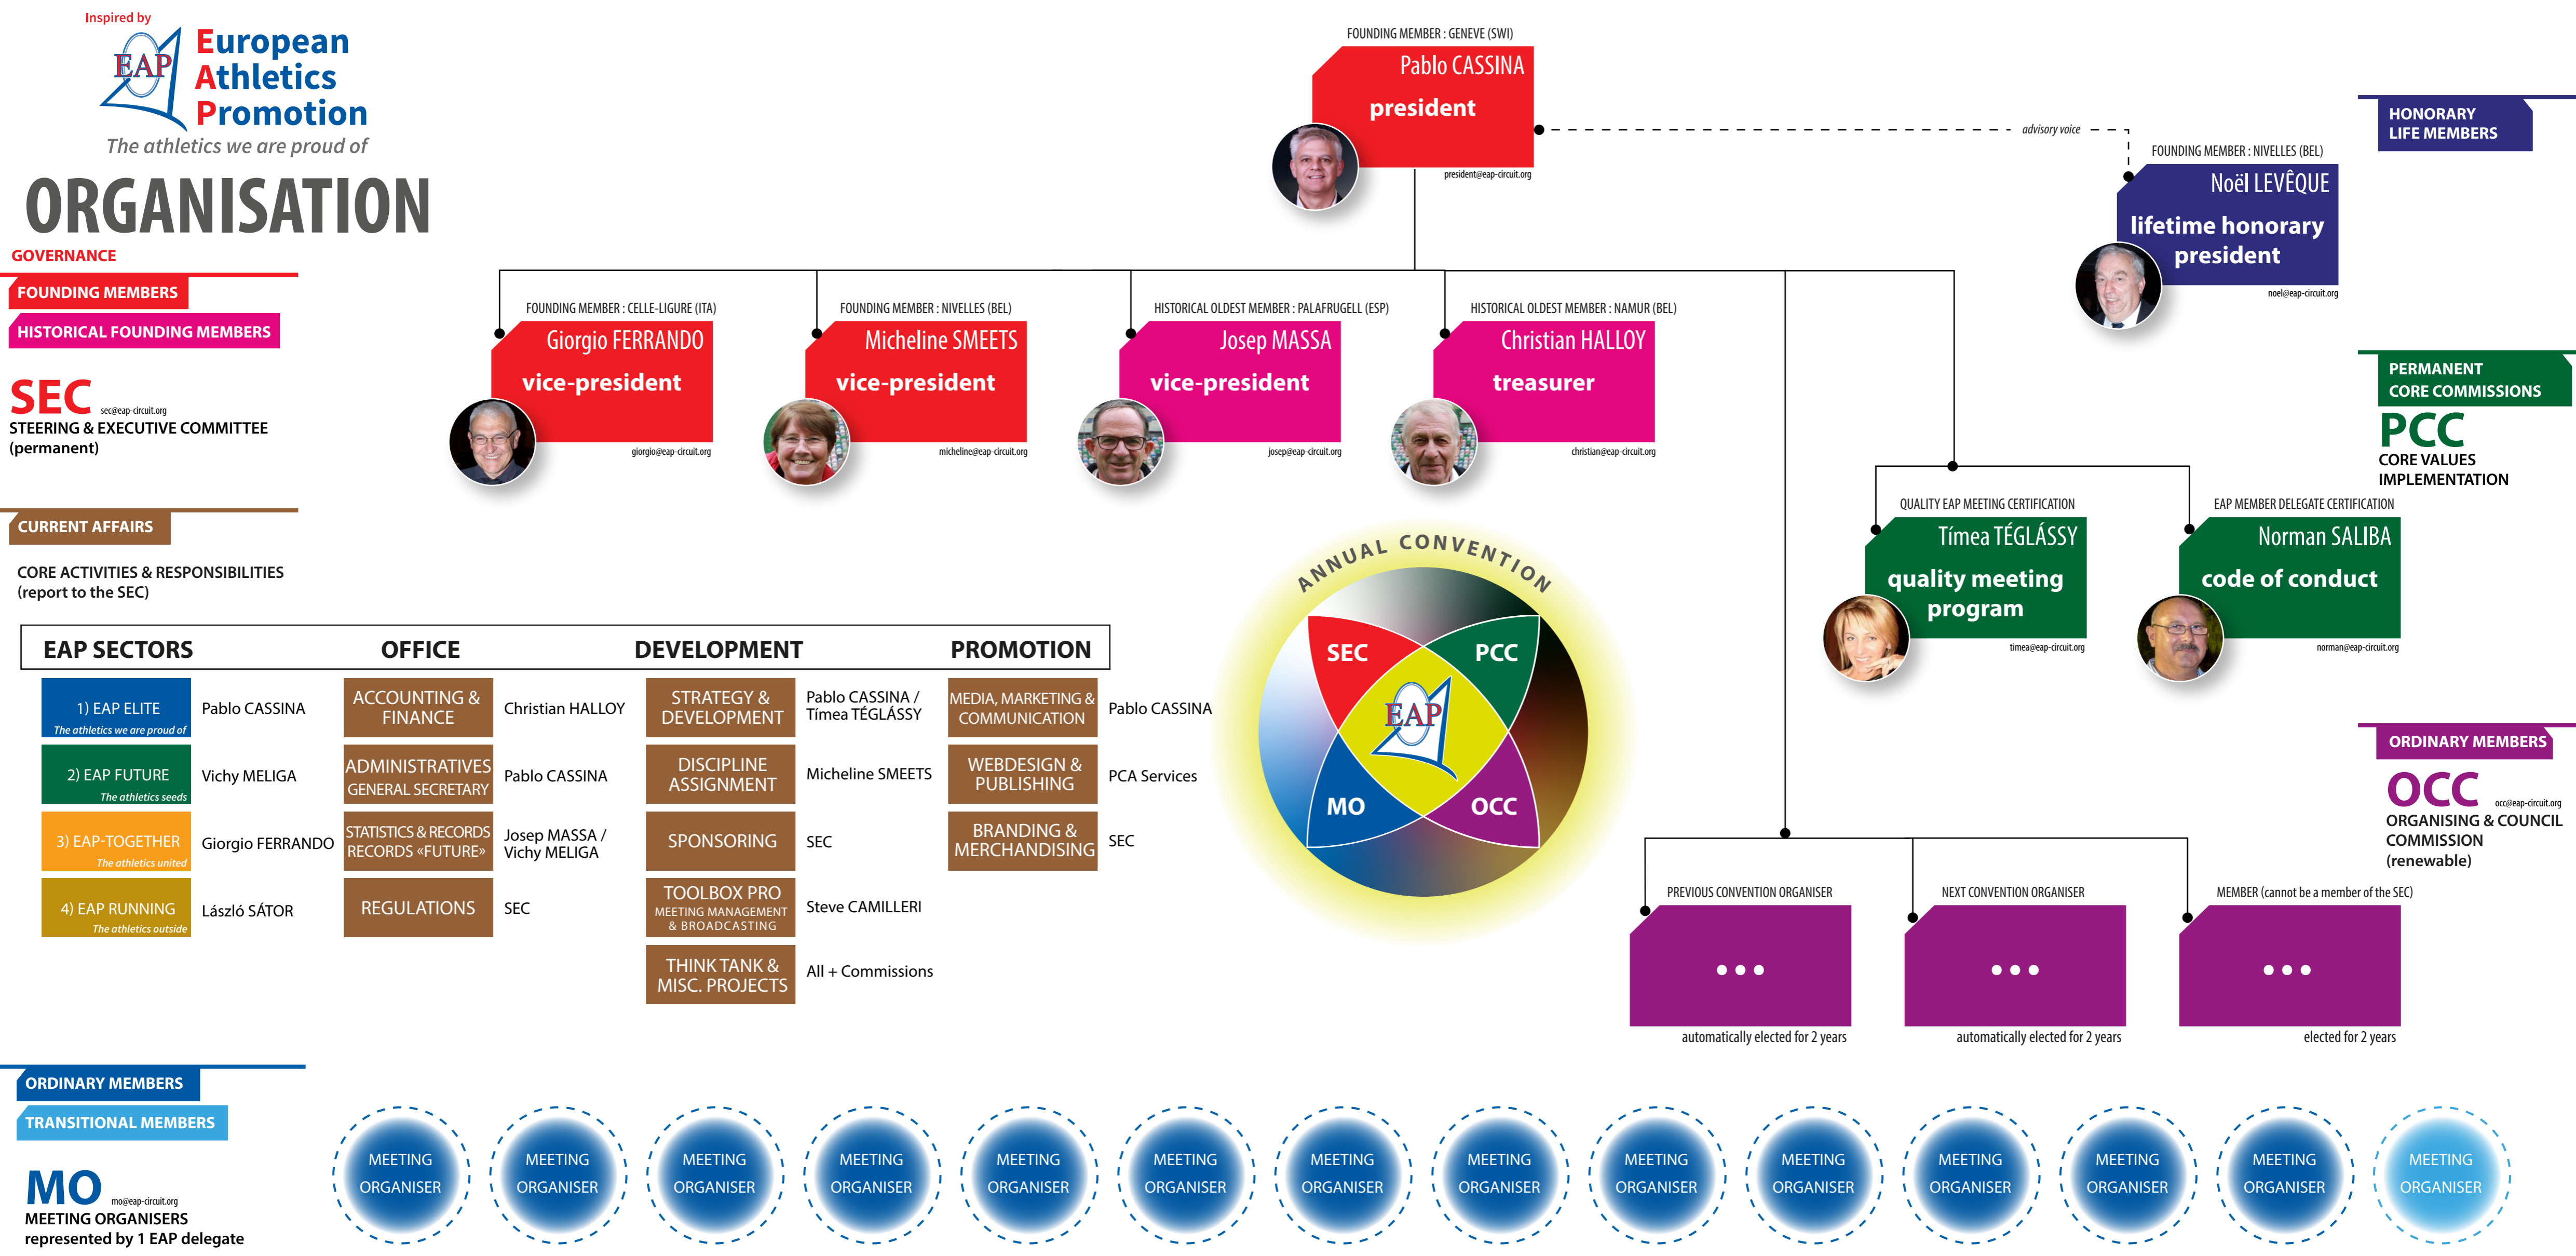 Inspired by
EAP
European
Athletics
Promotion
The athletics we are proud of
ORGANISATION
GOVERNANCE
FOUNDING MEMBERS
HISTORICAL FOUNDING MEMBERS
SEC sec@eap-circuit.org
STEERING & EXECUTIVE COMMITTEE
(permanent)
FOUNDING MEMBER : GENEVE (SWI)
Pablo CASSINA
president
president@eap-circuit.org
advisory voice
HONORARY
LIFE MEMBERS
FOUNDING MEMBER : NIVELLES (BEL)
Noël LEVÊQUE
lifetime honorary
president
noel@eap-circuit.org
FOUNDING MEMBER : CELLE-LIGURE (ITA)
Giorgio FERRANDO
vice-president
giorgio@eap-circuit.org
FOUNDING MEMBER : NIVELLES (BEL)
Micheline SMEETS
vice-president
micheline@eap-circuit.org
HISTORICAL OLDEST MEMBER : PALAFRUGELL (ESP)
Josep MASSA
vice-president
josep@eap-circuit.org
HISTORICAL OLDEST MEMBER : NAMUR (BEL)
Christian HALLOY
treasurer
christian@eap-circuit.org
PERMANENT
CORE COMMISSIONS
PCC
CORE VALUES
IMPLEMENTATION
QUALITY EAP MEETING CERTIFICATION
Tímea TÉGLÁSSY
quality meeting
program
timea@eap-circuit.org
EAP MEMBER DELEGATE CERTIFICATION
Norman SALIBA
code of conduct
norman@eap-circuit.org
CURRENT AFFAIRS
CORE ACTIVITIES & RESPONSIBILITIES
(report to the SEC)
EAP SECTORS
OFFICE
DEVELOPMENT
PROMOTION
1) EAP ELITE
The athletics we are proud of
Pablo CASSINA
2) EAP FUTURE
The athletics seeds
Vichy MELIGA
3) EAP-TOGETHER
The athletics united
Giorgio FERRANDO
4) EAP RUNNING
The athletics outside
László SÁTOR
ACCOUNTING &
FINANCE
Christian HALLOY
ADMINISTRATIVES
GENERAL SECRETARY
Pablo CASSINA
STATISTICS & RECORDS
RECORDS «FUTURE»
Josep MASSA /
Vichy MELIGA
REGULATIONS
SEC
STRATEGY &
DEVELOPMENT
Pablo CASSINA /
Tímea TÉGLÁSSY
DISCIPLINE
ASSIGNMENT
Micheline SMEETS
SPONSORING
SEC
TOOLBOX PRO
MEETING MANAGEMENT
& BROADCASTING
Steve CAMILLERI
THINK TANK &
MISC. PROJECTS
All + Commissions
MEDIA, MARKETING &
COMMUNICATION
Pablo CASSINA
WEBDESIGN &
PUBLISHING
PCA Services
BRANDING &
MERCHANDISING
SEC
ANNUAL CONVENTION
SEC
PCC
EAP
MO
OCC
ORDINARY MEMBERS
OCC occ@eap-circuit.org
ORGANISING & COUNCIL
COMMISSION
(renewable)
PREVIOUS CONVENTION ORGANISER
...
automatically elected for 2 years
NEXT CONVENTION ORGANISER
...
automatically elected for 2 years
MEMBER (cannot be a member of the SEC)
...
elected for 2 years
ORDINARY MEMBERS
TRANSITIONAL MEMBERS
MO mo@eap-circuit.org
MEETING ORGANISERS
represented by 1 EAP delegate
MEETING
ORGANISER
MEETING
ORGANISER
MEETING
ORGANISER
MEETING
ORGANISER
MEETING
ORGANISER
MEETING
ORGANISER
MEETING
ORGANISER
MEETING
ORGANISER
MEETING
ORGANISER
MEETING
ORGANISER
MEETING
ORGANISER
MEETING
ORGANISER
MEETING
ORGANISER
MEETING
ORGANISER